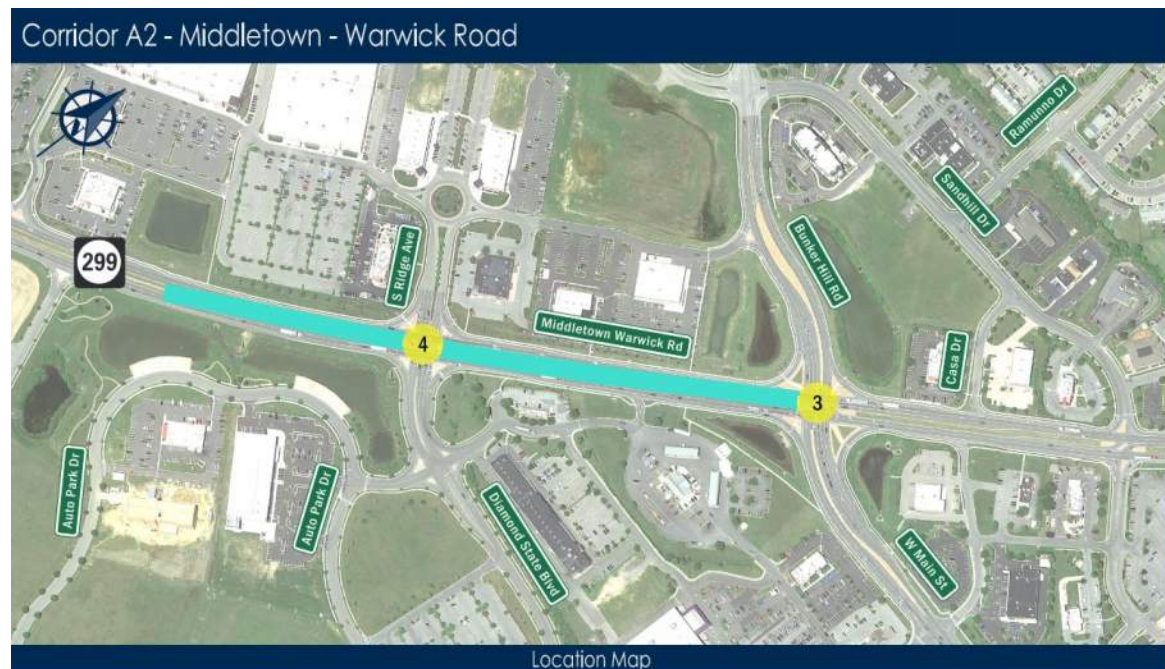 Corridor A2 - Middletown - Warwick Road
Ramunno Dr
Sandhill Dr
Bunker Hill Rd
S Ridge Ave
299
Middletown Warwick Rd
4
Casa Dr
3
Auto Park Dr
Auto Park Dr
Diamond State Blvd
W Main St
Location Map